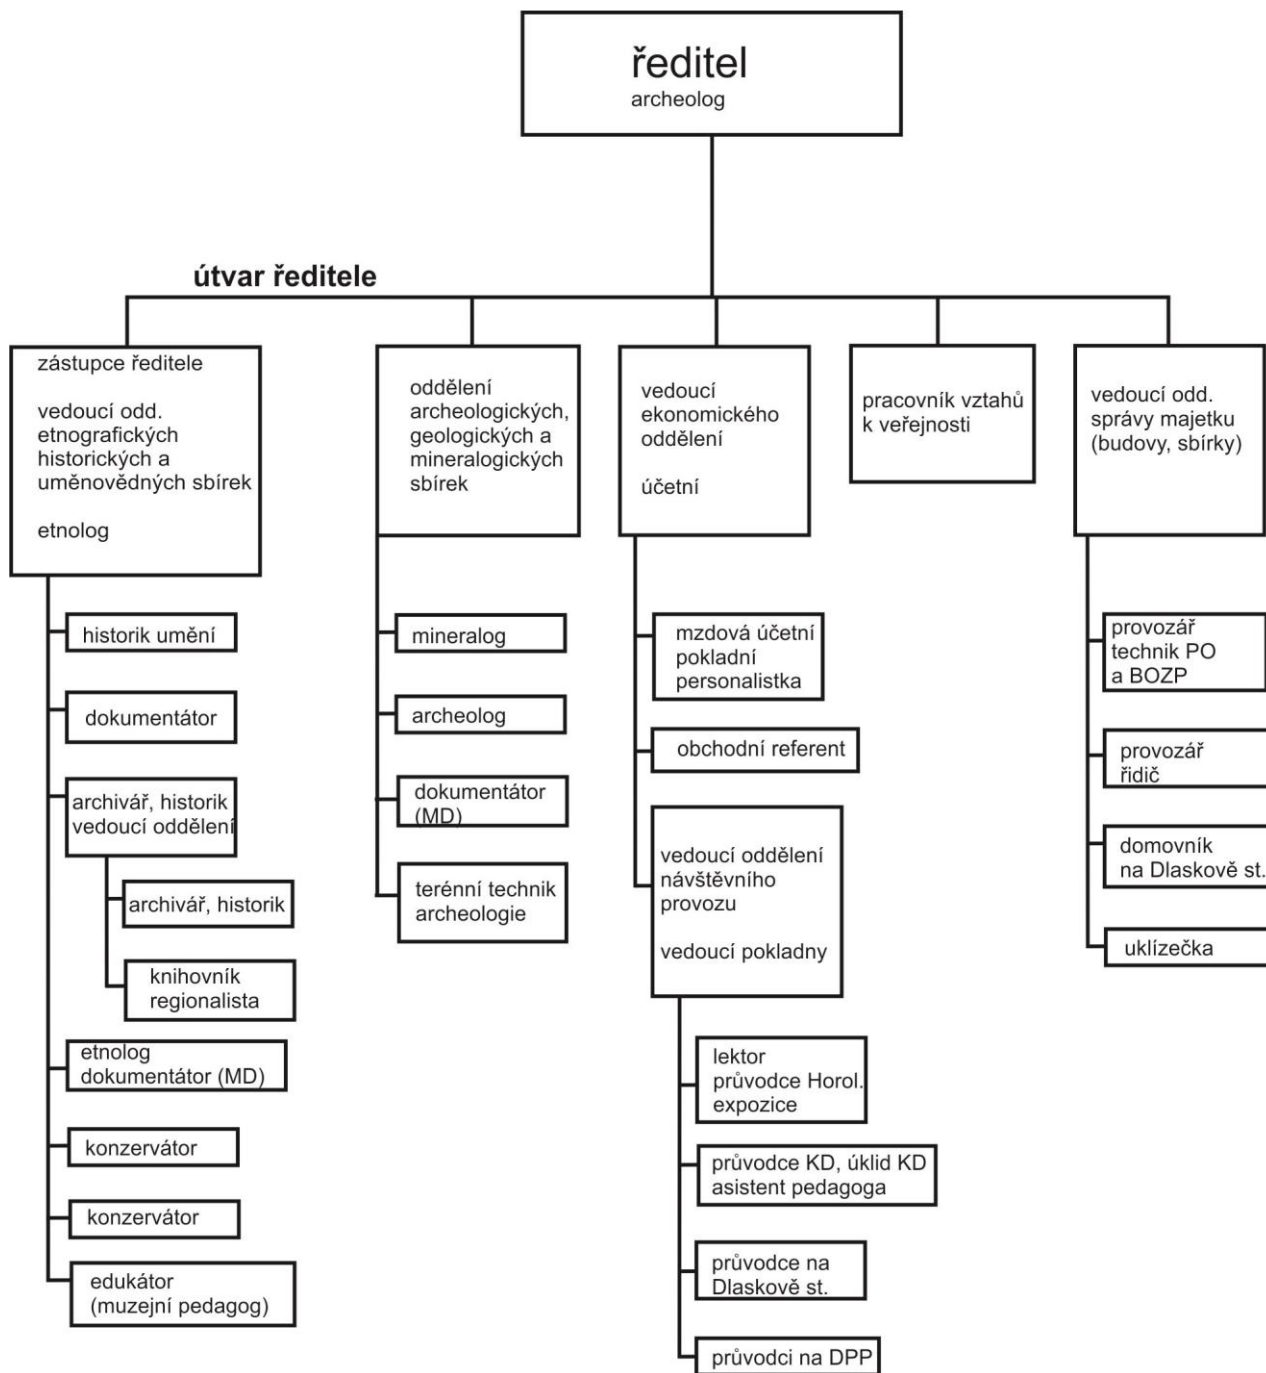 ředitel
archeolog
útvar ředitele
zástupce ředitele
vedoucí odd.
etnografických
historických a
uměnovědných sbírek
etnolog
historik umění
dokumentátor
archivář, historik
vedoucí oddělení
archivář, historik
knihovník
regionalista
etnolog
dokumentátor (MD)
konzervátor
konzervátor
edukátor
(muzejní pedagog)
oddělení
archeologických,
geologických a
mineralogických
sbírek
mineralog
archeolog
dokumentátor
(MD)
terénní technik
archeologie
vedoucí
ekonomického
oddělení
účetní
mzdová účetní
pokladní
personalistka
obchodní referent
vedoucí oddělení
návštěvního
provozu
vedoucí pokladny
lektor
průvodce Horol.
expozice
průvodce KD, úklid KD
asistent pedagoga
průvodce na
Dlaskově st.
průvodci na DPP
pracovník vztahů
k veřejnosti
vedoucí odd.
správy majetku
(budovy, sbírky)
provozář
technik PO
a BOZP
provozář
řidič
domovník
na Dlaskově st.
uklízečka